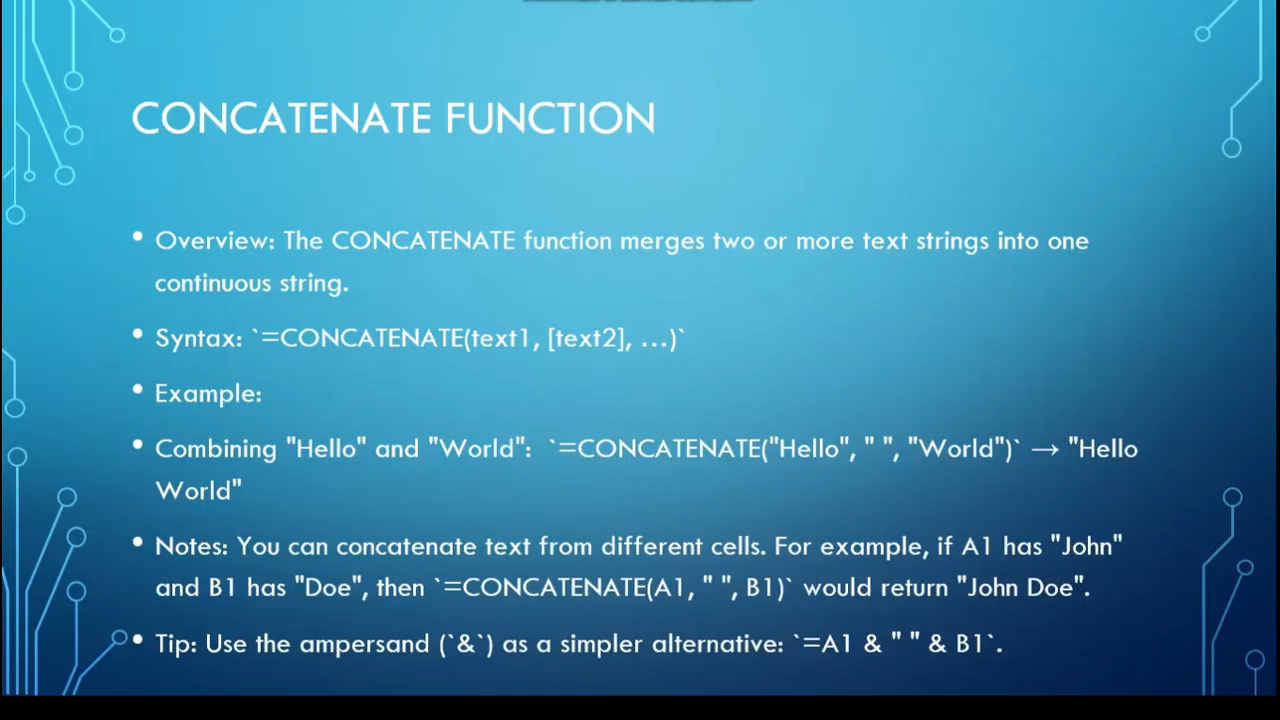 CONCATENATE FUNCTION
• Overview: The CONCATENATE function merges two or more text strings into one
continuous string.
• Syntax: `=CONCATENATE(text1, [text2], …)`
• Example:
• Combining "Hello" and "World": `=CONCATENATE("Hello", " ", "World")` → "Hello
World"
• Notes: You can concatenate text from different cells. For example, if A1 has "John"
and B1 has "Doe", then `=CONCATENATE(A1, " ", B1)` would return "John Doe".
• Tip: Use the ampersand (`&`) as a simpler alternative: `=A1 & " " & B1`.